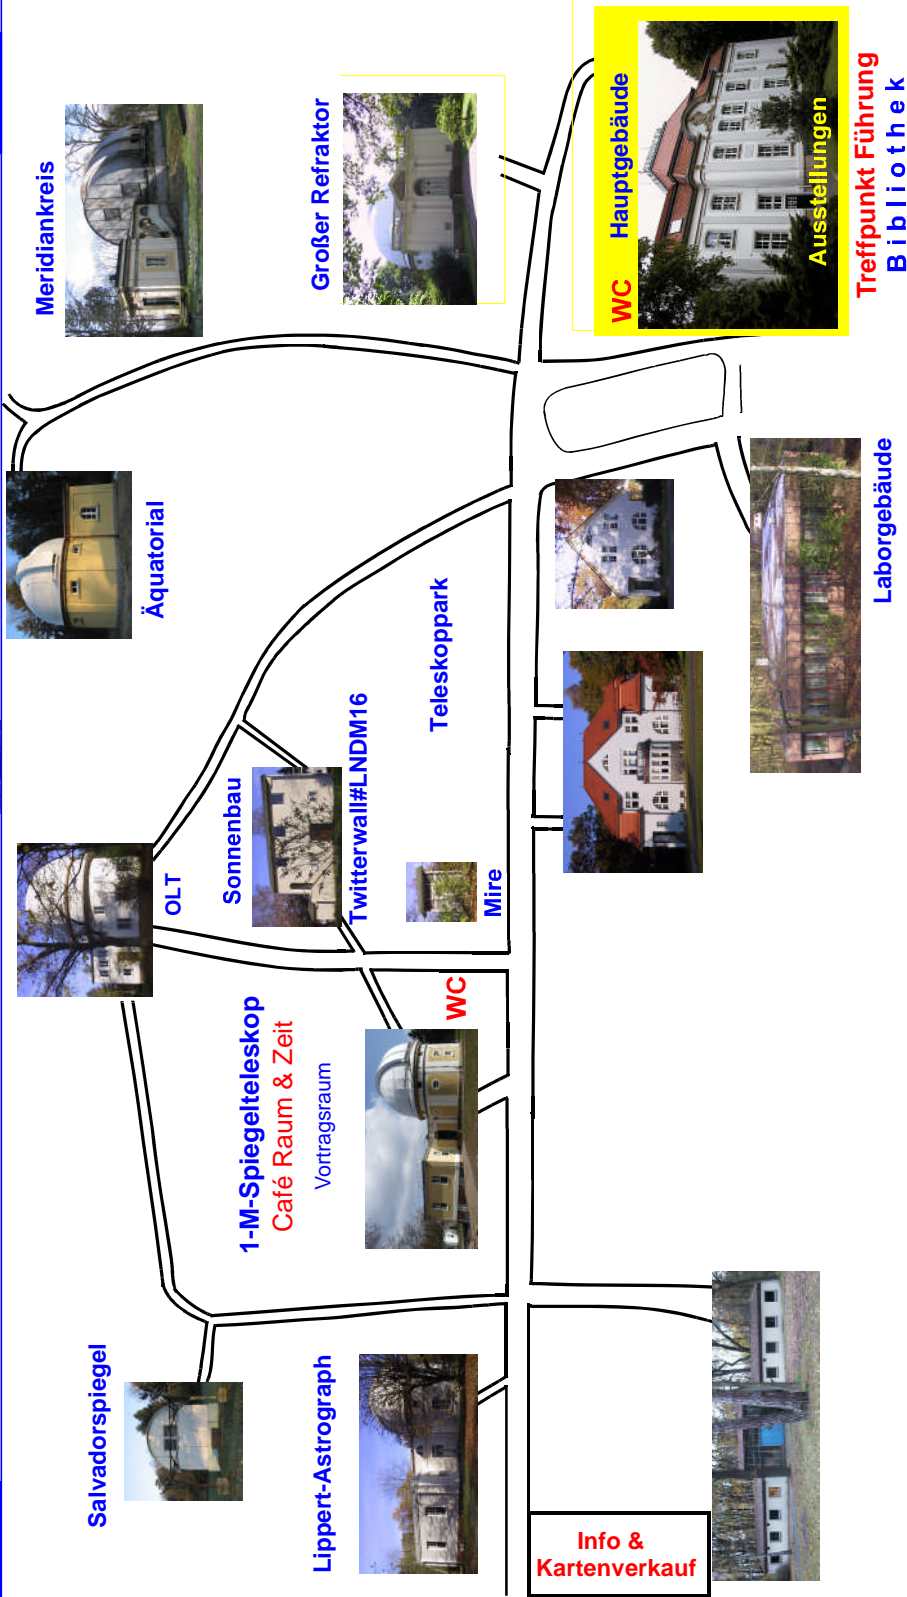 Meridiankreis
Großer Refraktor
WC Hauptgebäude
Ausstellungen
Treffpunkt Führung
Bibliothek
Äquatorial
Laborgebäude
Teleskoppark
OLT
Sonnenbau
Twitterwall#LNDM16
Mire
1-M-Spiegelteleskop
Café Raum & Zeit
Vortragsraum
WC
Salvadorspiegel
Lippert-Astrograph
Info &
Kartenverkauf